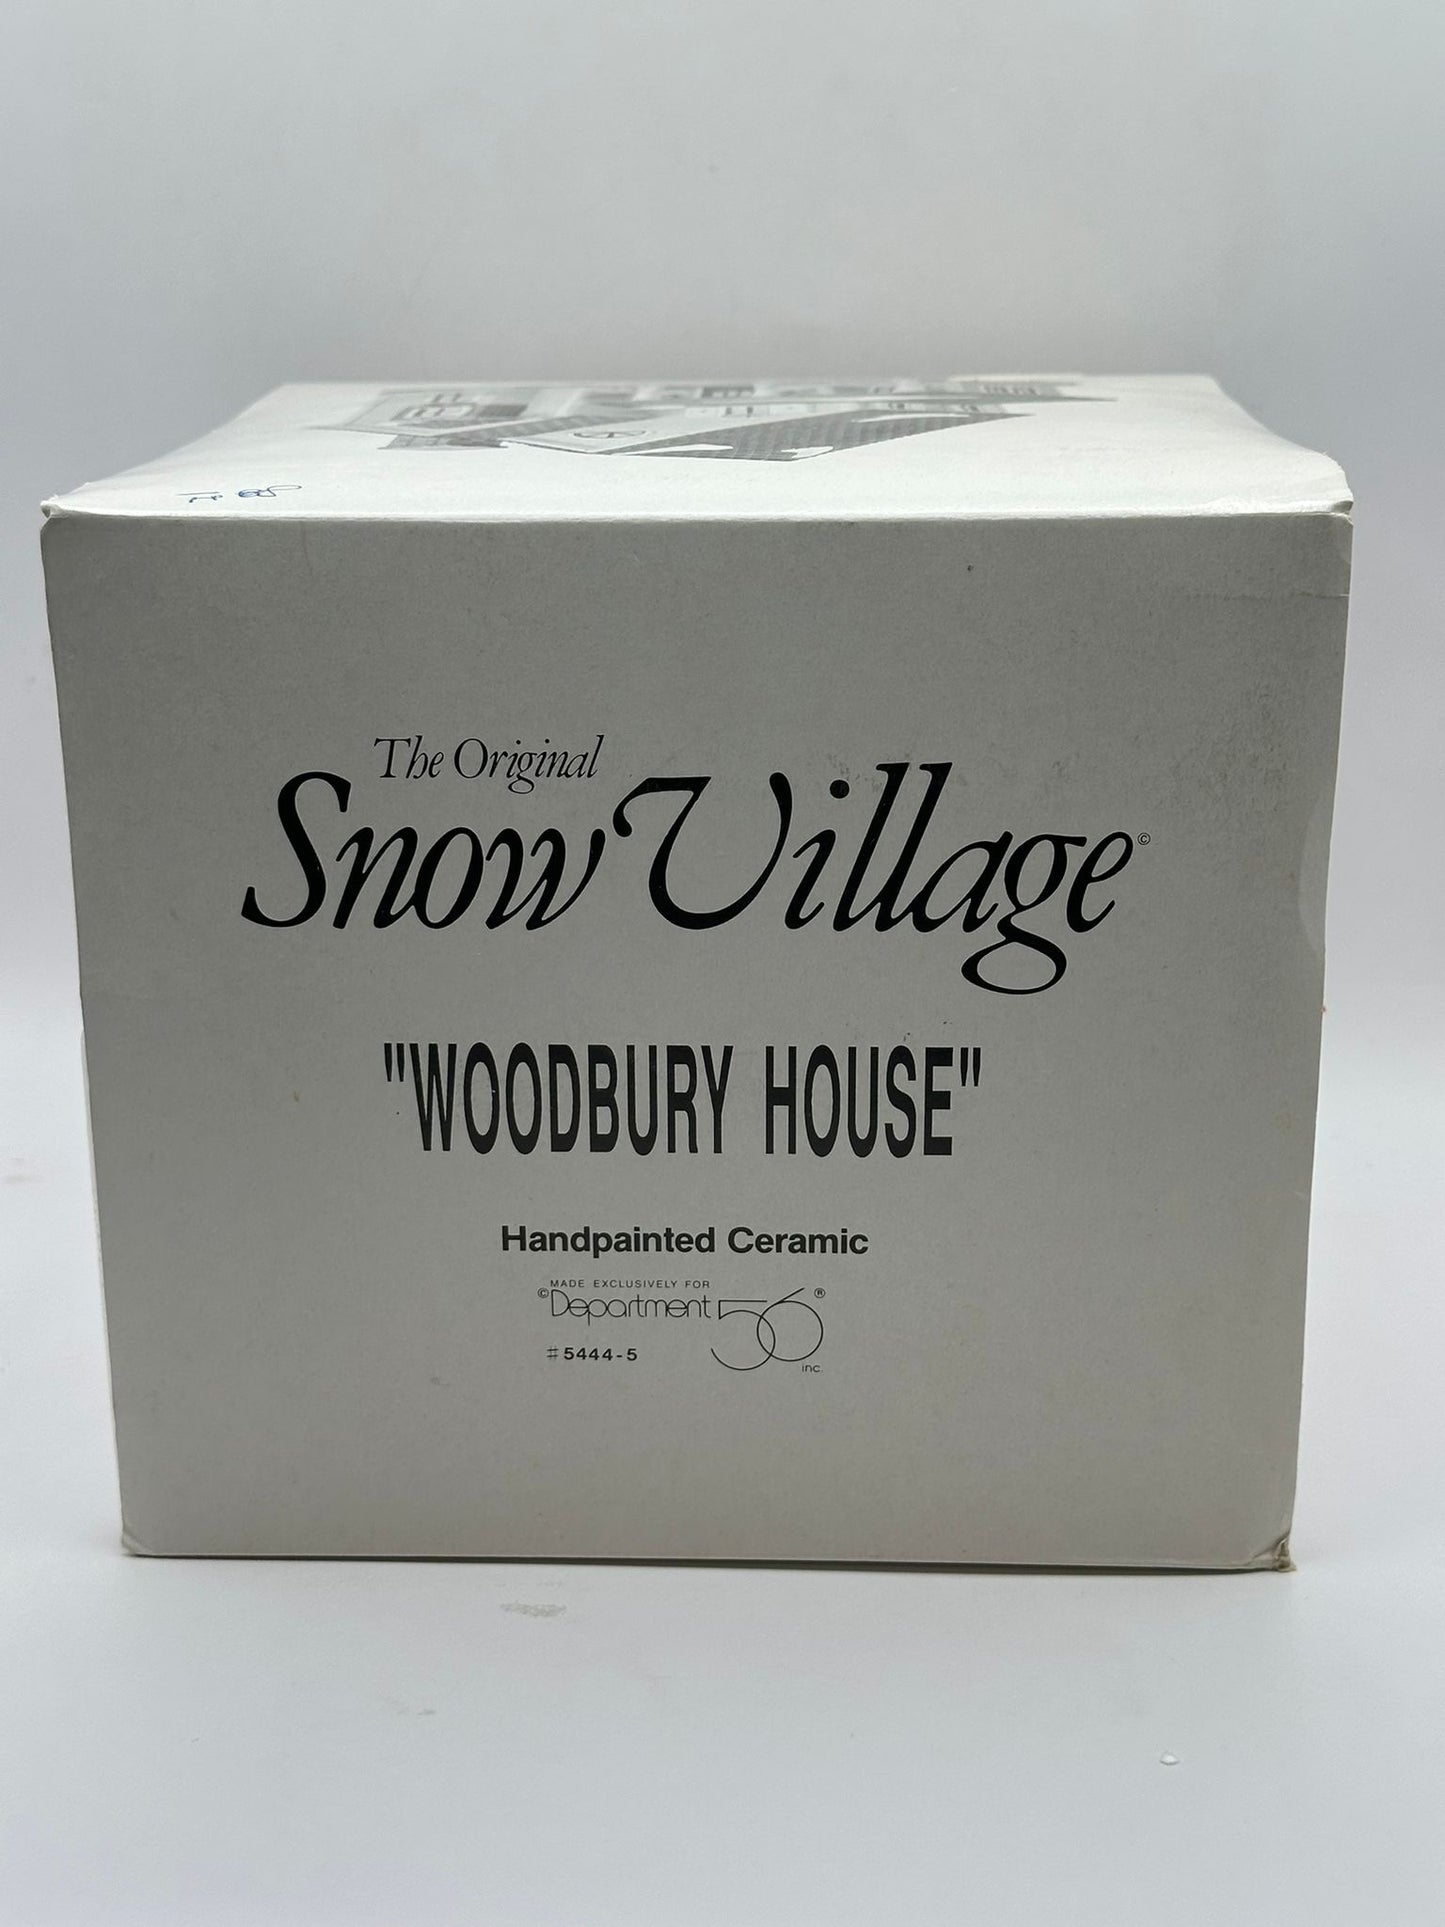 The Original
Snow Village©
"WOODBURY HOUSE"
Handpainted Ceramic
MADE EXCLUSIVELY FOR
©Department 56®
inc.
#5444-5